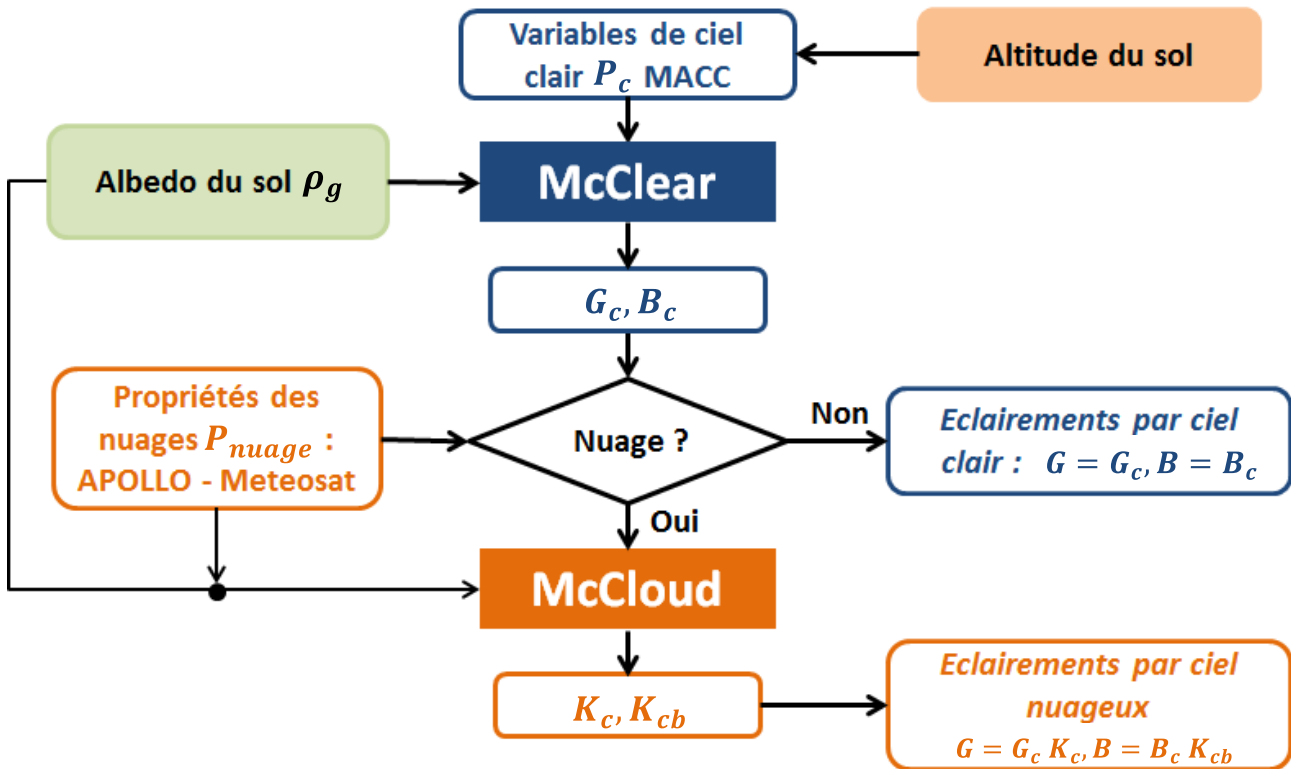 Variables de ciel
clair P_c MACC
Altitude du sol
Albedo du sol ρ_g
McClear
G_c, B_c
Propriétés des
nuages P_nuage :
APOLLO - Meteosat
Nuage ?
Non
Eclairements par ciel
clair : G = G_c, B = B_c
Oui
McCloud
K_c, K_cb
Eclairements par ciel
nuageux
G = G_c K_c, B = B_c K_cb